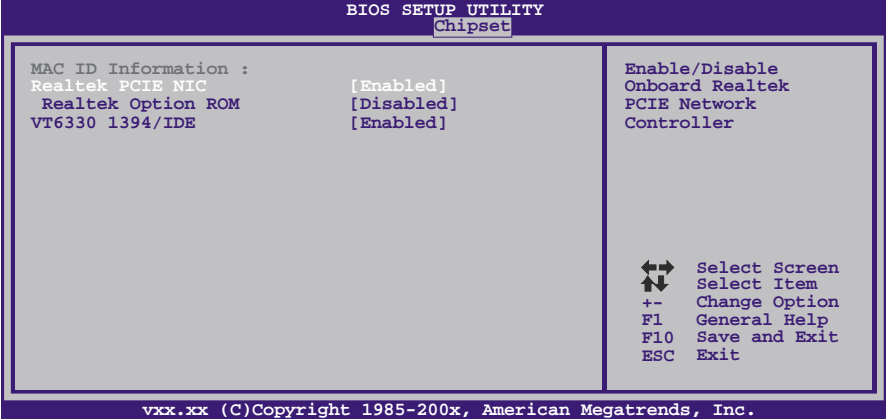 BIOS SETUP UTILITY
Chipset
MAC ID Information :
Realtek PCIE NIC [Enabled]
Realtek Option ROM [Disabled]
VT6330 1394/IDE [Enabled]
Enable/Disable
Onboard Realtek
PCIE Network
Controller
Select Screen
Select Item
+- Change Option
F1 General Help
F10 Save and Exit
ESC Exit
vxx.xx (C)Copyright 1985-200x, American Megatrends, Inc.